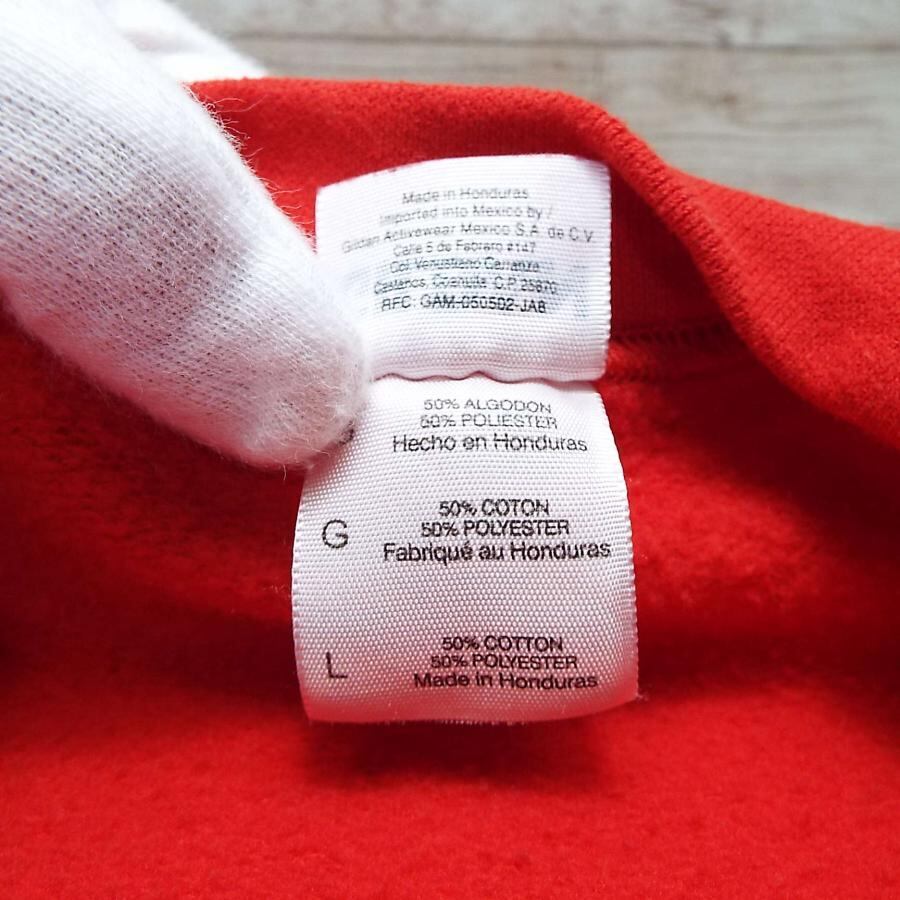 Made in Honduras
Imported into Mexico by /
Gildan Activewear Mexico S.A. de C.V.
Calle 5 de Febrero #147
Col. Venustiano Carranza
Castaños, Coahuila C.P. 25870
RFC: GAM-050502-JA8
50% ALGODON
50% POLIESTER
Hecho en Honduras
G
50% COTON
50% POLYESTER
Fabriqué au Honduras
L
50% COTTON
50% POLYESTER
Made in Honduras